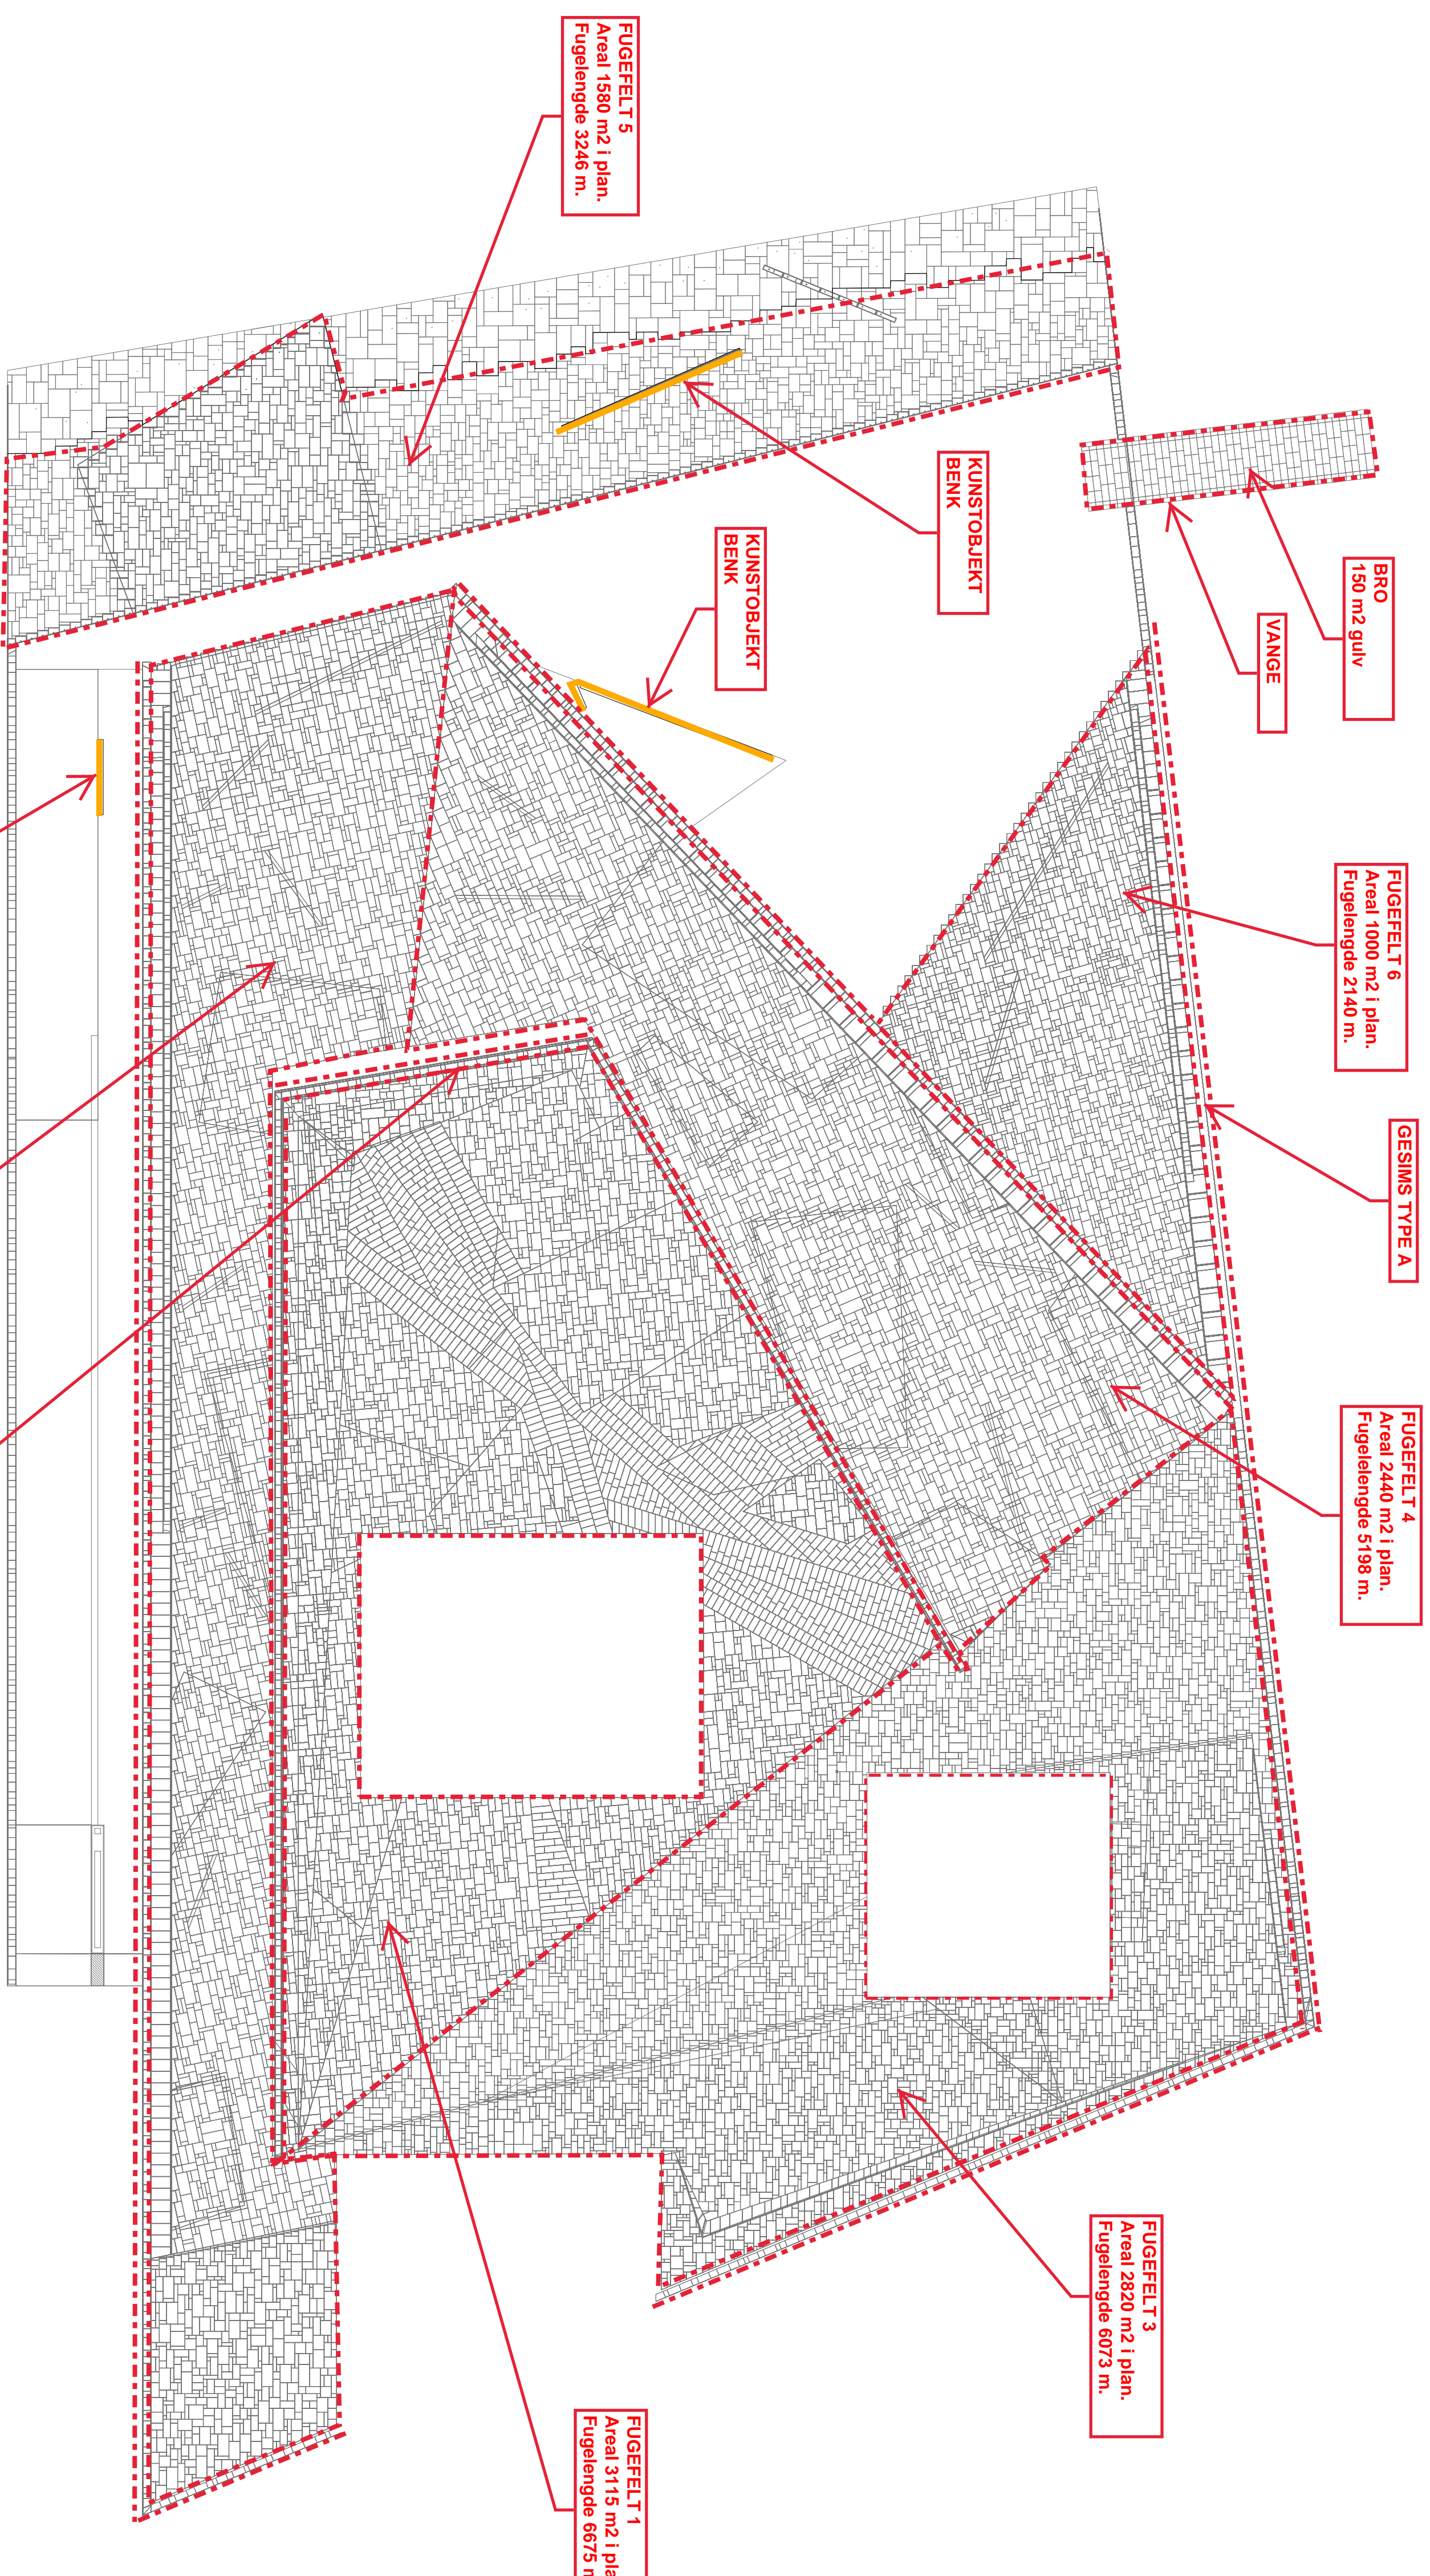 FUGEFELT 5
Areal 1580 m2 i plan.
Fugelengde 3246 m.
KUNSTOBJEKT
BENK
KUNSTOBJEKT
BENK
BRO
150 m2 gulv
VANGE
FUGEFELT 6
Areal 1000 m2 i plan.
Fugelengde 2140 m.
GESIMS TYPE A
FUGEFELT 4
Areal 2440 m2 i plan.
Fugelelengde 5198 m.
FUGEFELT 3
Areal 2820 m2 i plan.
Fugelengde 6073 m.
FUGEFELT 1
Areal 3115 m2 i pla
Fugelengde 6675 m